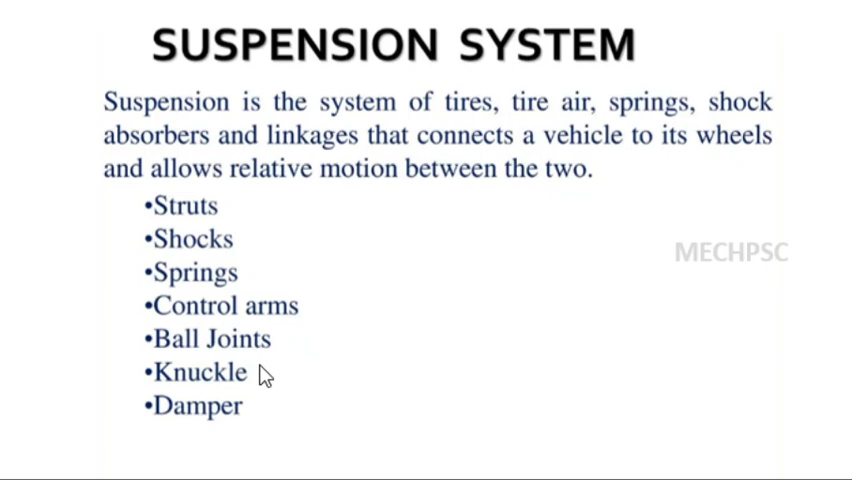 SUSPENSION SYSTEM
Suspension is the system of tires, tire air, springs, shock
absorbers and linkages that connects a vehicle to its wheels
and allows relative motion between the two.
•Struts
•Shocks
MECHPSC
•Springs
•Control arms
•Ball Joints
•Knuckle
•Damper